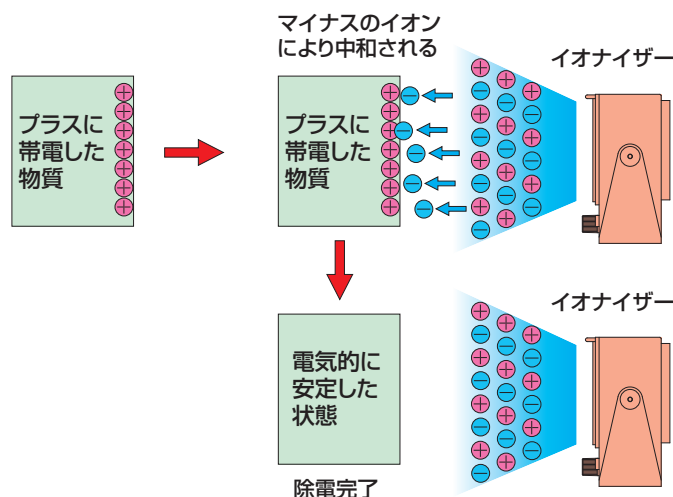 マイナスのイオン
により中和される
イオナイザー
プラスに
帯電した
物質
プラスに
帯電した
物質
イオナイザー
電気的に
安定した
状態
除電完了